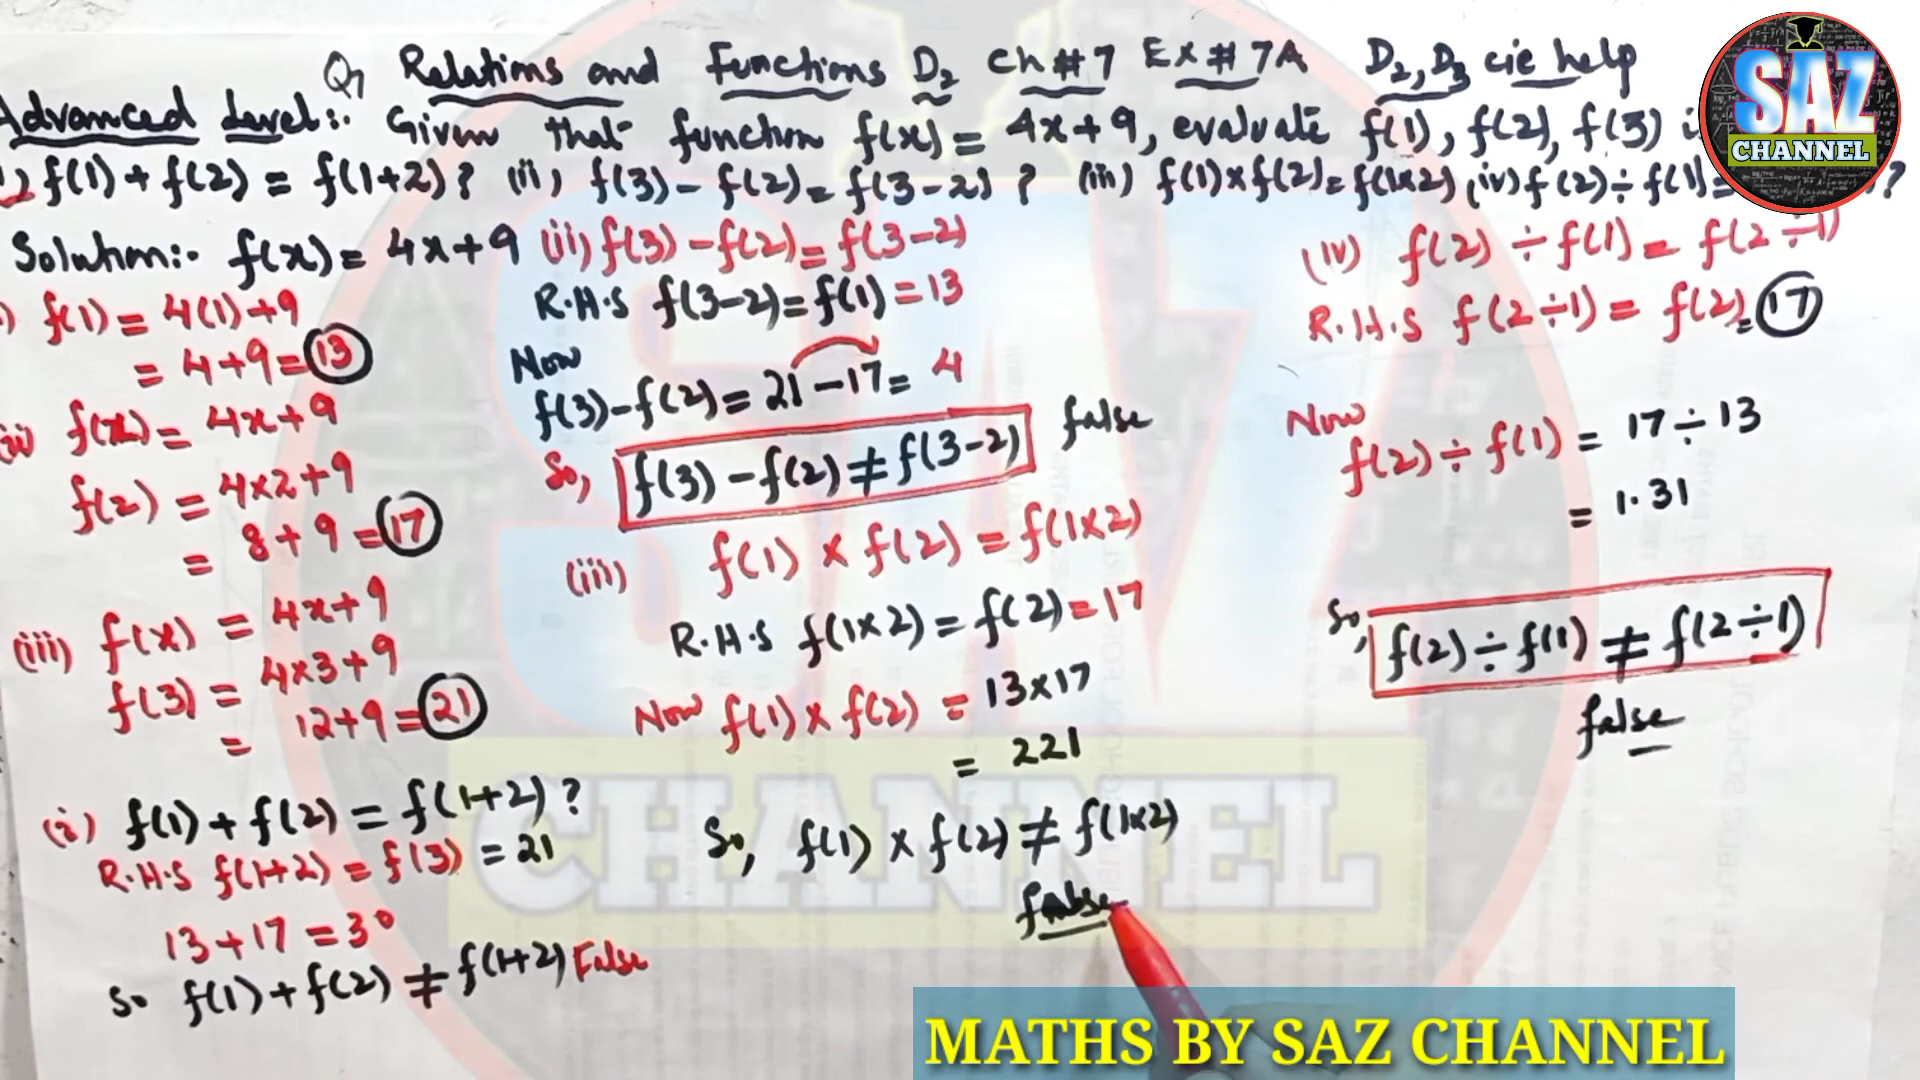 Q7 Relations and Functions D2 Ch#7 Ex#7A D2, D3 cie help
Advanced Level:. Given that function f(x) = 4x+9, evaluate f(1), f(2), f(3)
f(1) + f(2) = f(1+2)? (ii) f(3) - f(2) = f(3-2)? (iii) f(1)×f(2)=f(1×2), (iv) f(2)÷f(1)= ?
Solution:. f(x) = 4x+9
) f(1) = 4(1)+9
= 4+9 = 13
(ii) f(x) = 4x+9
f(2) = 4×2+9
= 8+9 = 17
(iii) f(x) = 4x+9
f(3) = 4×3+9
= 12+9 = 21
(i) f(1) + f(2) = f(1+2)?
R.H.S f(1+2) = f(3) = 21
13+17 = 30
So f(1)+f(2) ≠ f(1+2) False
(ii) f(3) - f(2) = f(3-2)
R.H.S f(3-2) = f(1) = 13
Now
f(3)-f(2) = 21-17 = 4
So, f(3) - f(2) ≠ f(3-2) false
(iii) f(1) × f(2) = f(1×2)
R.H.S f(1×2) = f(2) = 17
Now f(1) × f(2) = 13×17
= 221
So, f(1) × f(2) ≠ f(1×2)
false
(iv) f(2) ÷ f(1) = f(2÷1)
R.H.S f(2÷1) = f(2) = 17
Now
f(2) ÷ f(1) = 17÷13
= 1.31
So, f(2) ÷ f(1) ≠ f(2÷1)
false
SAZ
CHANNEL
SAZ
CHANNEL
MATHS BY SAZ CHANNEL